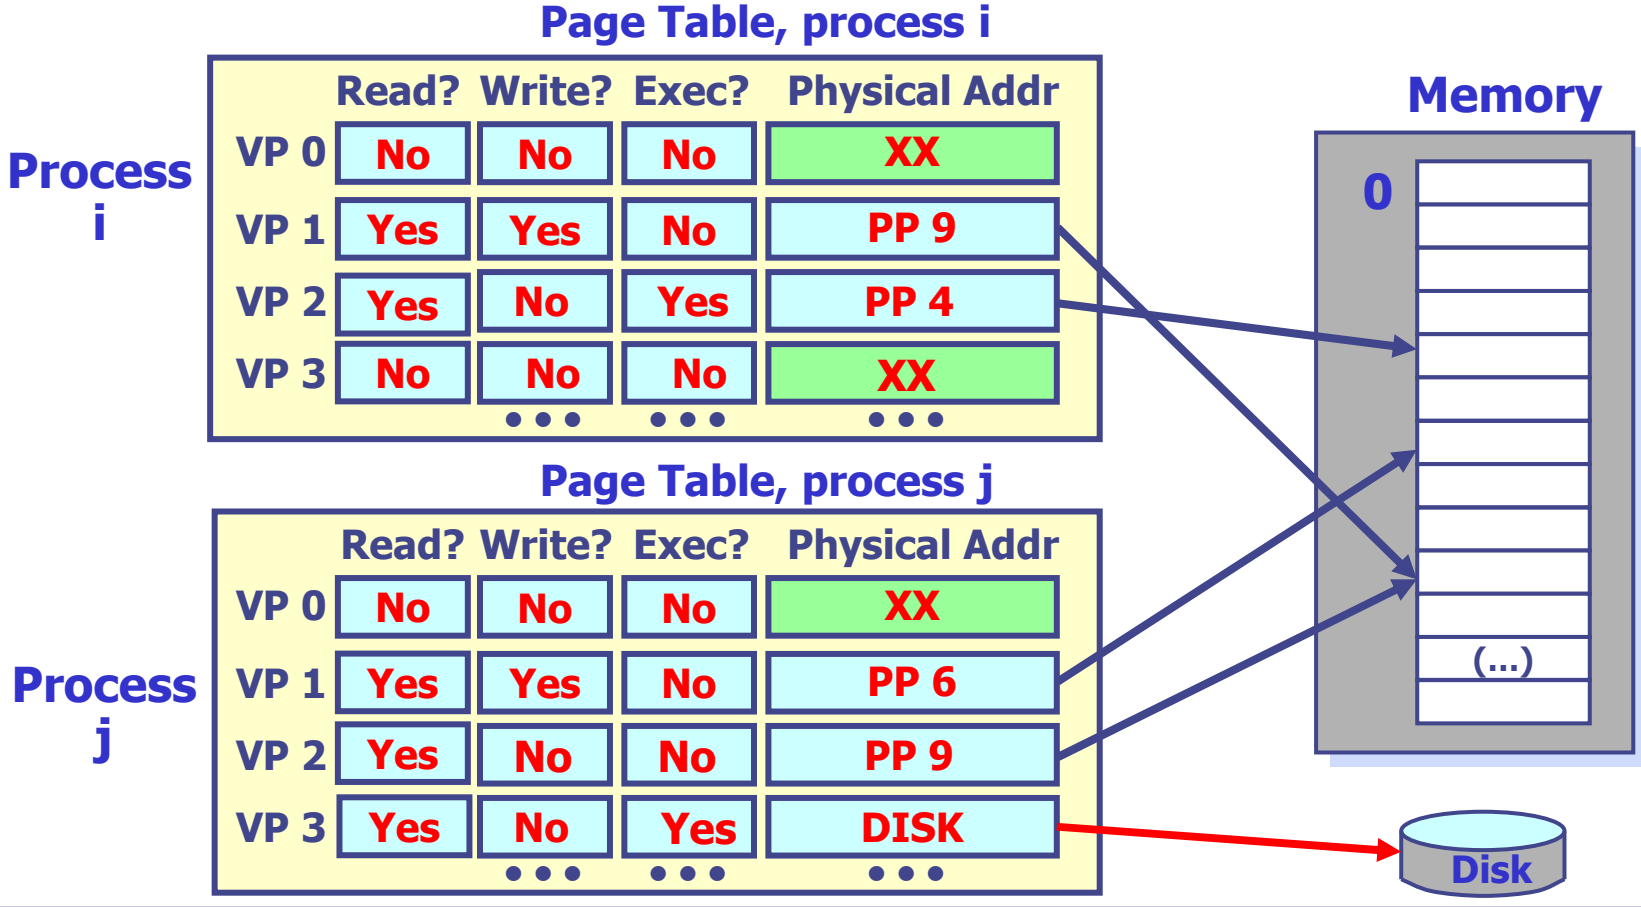 Page Table, process i
Read? Write? Exec? Physical Addr
VP 0 No No No XX
VP 1 Yes Yes No PP 9
VP 2 Yes No Yes PP 4
VP 3 No No No XX
• • • • • • • • •
Process
i
Page Table, process j
Read? Write? Exec? Physical Addr
VP 0 No No No XX
VP 1 Yes Yes No PP 6
VP 2 Yes No No PP 9
VP 3 Yes No Yes DISK
• • • • • • • • •
Process
j
Memory
0
(...)
Disk